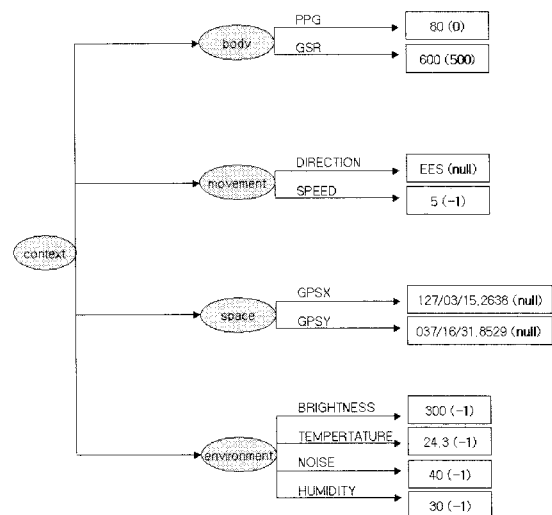 PPG
80 (0)
body
GSR
600 (500)
DIRECTION
EES (null)
movement
SPEED
5 (-1)
context
GPSX
127/03/15,2638 (null)
space
GPSY
037/16/31,8529 (null)
BRIGHTNESS
300 (-1)
TEMPERTATURE
24,3 (-1)
environment
NOISE
40 (-1)
HUMIDITY
30 (-1)